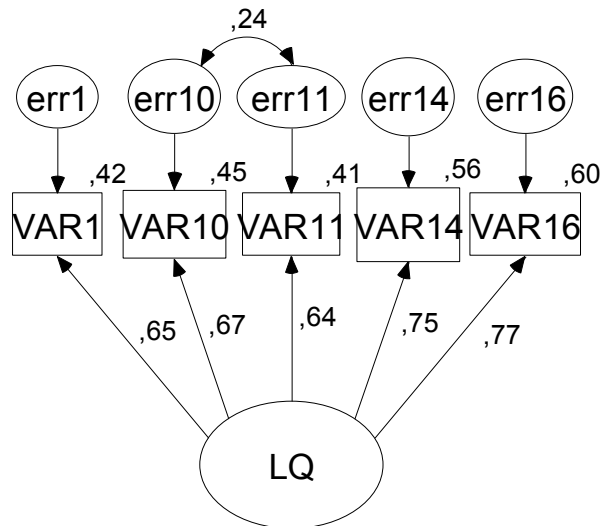 ,24
err1 err10 err11 err14 err16
,42 ,45 ,41 ,56 ,60
VAR1 VAR10 VAR11 VAR14 VAR16
,65 ,67 ,64 ,75 ,77
LQ